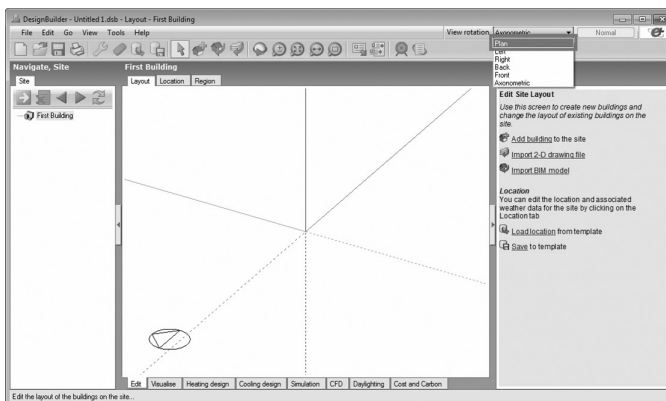 DesignBuilder - Untitled 1.dsb - Layout - First Building
File Edit Go View Tools Help
View rotation Axonometric
Normal
Plan
Left
Right
Back
Front
Axonometric
Navigate, Site
Site
First Building
First Building
Layout Location Region
Edit Site Layout
Use this screen to create new buildings and
change the layout of existing buildings on the
site.
Add building to the site
Import 2-D drawing file
Import BIM model
Location
You can edit the location and associated
weather data for the site by clicking on the
Location tab
Load location from template
Save to template
Edit Visualise Heating design Cooling design Simulation CFD Daylighting Cost and Carbon
Edit the layout of the buildings on the site...